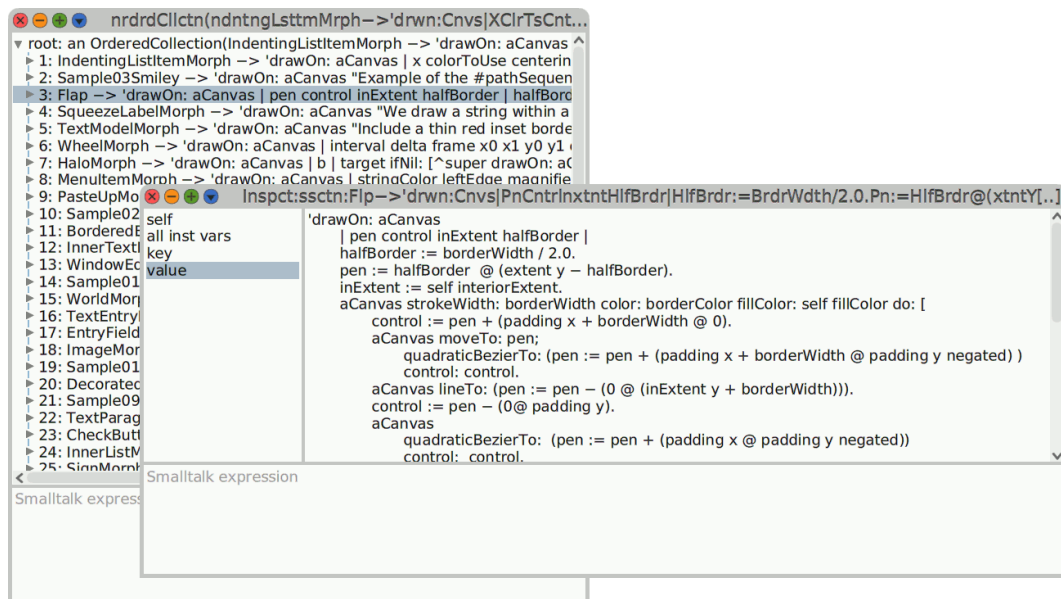 nrdrdCllctn(ndntngLsttmMrph−>'drwn:Cnvs|XClrTsCnt...
root: an OrderedCollection(IndentingListItemMorph −> 'drawOn: aCanvas
1: IndentingListItemMorph −> 'drawOn: aCanvas | x colorToUse centerin
2: Sample03Smiley −> 'drawOn: aCanvas "Example of the #pathSequen
3: Flap −> 'drawOn: aCanvas | pen control inExtent halfBorder | halfBord
4: SqueezeLabelMorph −> 'drawOn: aCanvas "We draw a string within a
5: TextModelMorph −> 'drawOn: aCanvas "Include a thin red inset borde
6: WheelMorph −> 'drawOn: aCanvas | interval delta frame x0 x1 y0 y1
7: HaloMorph −> 'drawOn: aCanvas | b | target ifNil: [^super drawOn: aC
8: MenuItemMorph −> 'drawOn: aCanvas | stringColor leftEdge magnifie
9: PasteUpMo
10: Sample02
11: BorderedB
12: InnerTextM
13: WindowEd
14: Sample01
15: WorldMorp
16: TextEntry
17: EntryField
18: ImageMor
19: Sample01
20: Decorated
21: Sample09
22: TextParag
23: CheckButt
24: InnerListM
25: SignMorph
Smalltalk express
Inspct:ssctn:Flp−>'drwn:Cnvs|PnCntrlnxtntHlfBrdr|HlfBrdr:=BrdrWdth/2.0.Pn:=HlfBrdr@(xtntY[..]
self
all inst vars
key
value
'drawOn: aCanvas
| pen control inExtent halfBorder |
halfBorder := borderWidth / 2.0.
pen := halfBorder @ (extent y − halfBorder).
inExtent := self interiorExtent.
aCanvas strokeWidth: borderWidth color: borderColor fillColor: self fillColor do: [
control := pen + (padding x + borderWidth @ 0).
aCanvas moveTo: pen;
quadraticBezierTo: (pen := pen + (padding x + borderWidth @ padding y negated) )
control: control.
aCanvas lineTo: (pen := pen − (0 @ (inExtent y + borderWidth))).
control := pen − (0@ padding y).
aCanvas
quadraticBezierTo: (pen := pen + (padding x @ padding y negated))
control: control.
Smalltalk expression